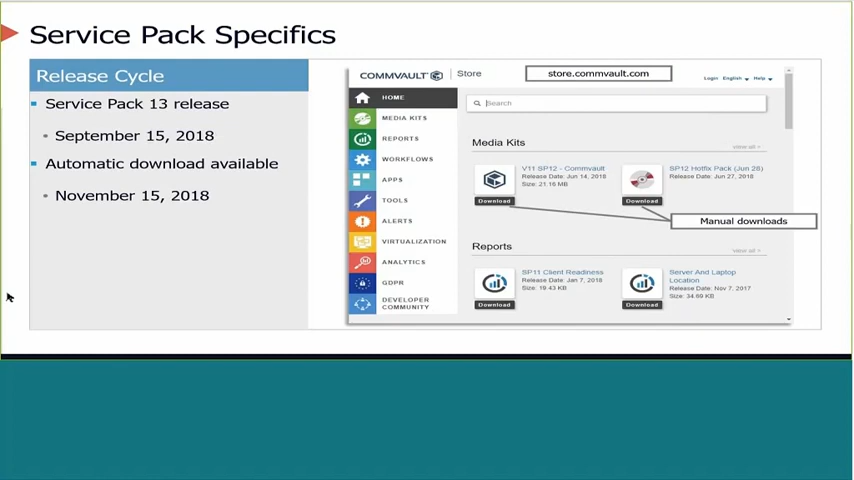 Service Pack Specifics
Release Cycle
Service Pack 13 release
September 15, 2018
Automatic download available
November 15, 2018
COMMVAULT
Store
store.commvault.com
Login English Help
Search
HOME
MEDIA KITS
REPORTS
WORKFLOWS
APPS
TOOLS
ALERTS
VIRTUALIZATION
ANALYTICS
GDPR
DEVELOPER
COMMUNITY
Media Kits
view all >
V11 SP12 - Commvault
Release Date: Jun 14, 2018
Size: 21.16 MB
Download
SP12 Hotfix Pack (Jun 28)
Release Date: Jun 27, 2018
Download
Manual downloads
Reports
view all >
SP11 Client Readiness
Release Date: Jan 7, 2018
Size: 19.43 KB
Download
Server And Laptop
Location
Release Date: Nov 7, 2017
Size: 34.69 KB
Download